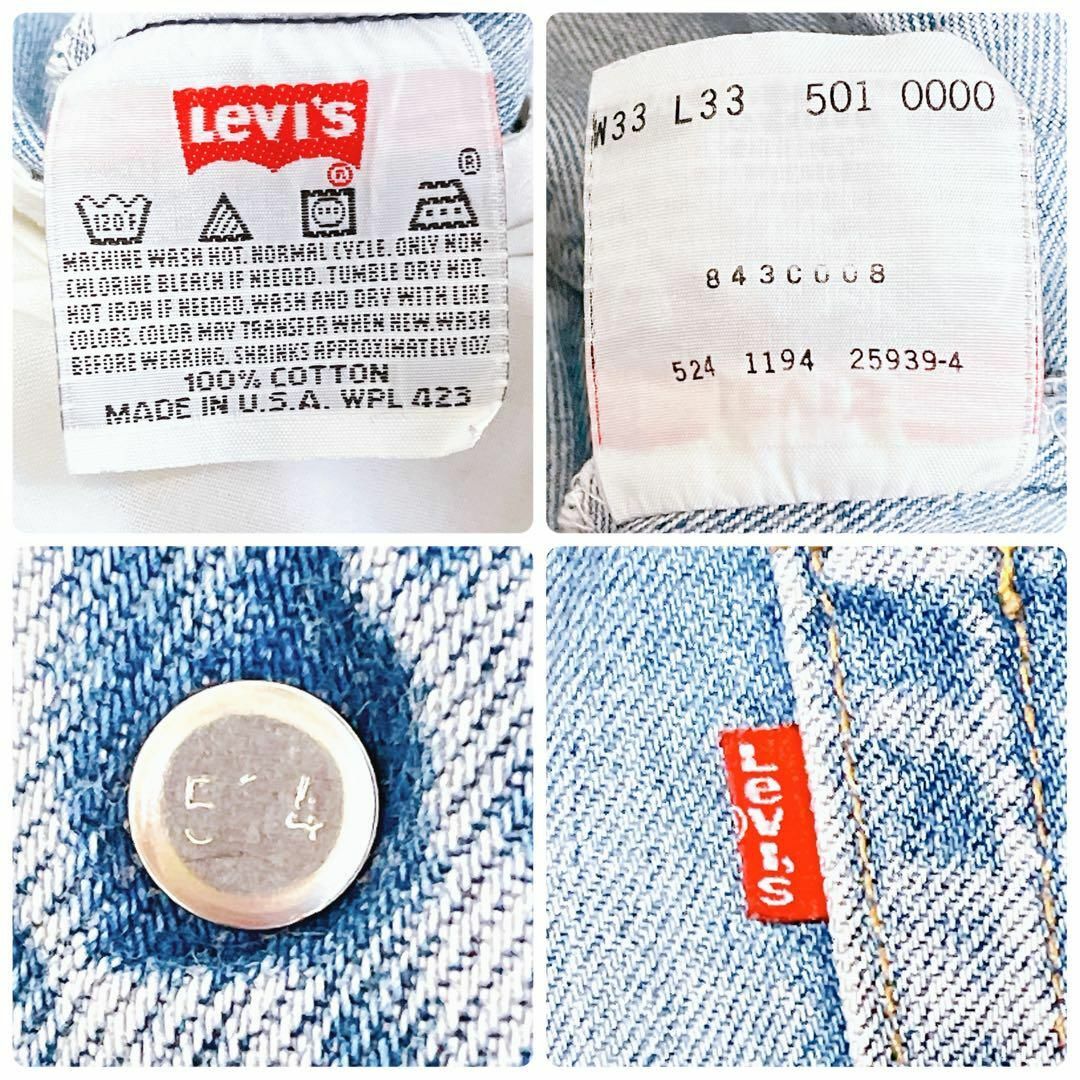 Levi's
®
®
120F
MACHINE WASH HOT. NORMAL CYCLE. ONLY NON-
CHLORINE BLEACH IF NEEDED. TUMBLE DRY HOT.
HOT IRON IF NEEDED. WASH AND DRY WITH LIKE
COLORS. COLOR MAY TRANSFER WHEN NEW. WASH
BEFORE WEARING. SHRINKS APPROXIMATELY 10%
100% COTTON
MADE IN U.S.A. WPL 423
W33 L33 501 0000
843C008
524 1194 25939-4
Levi's